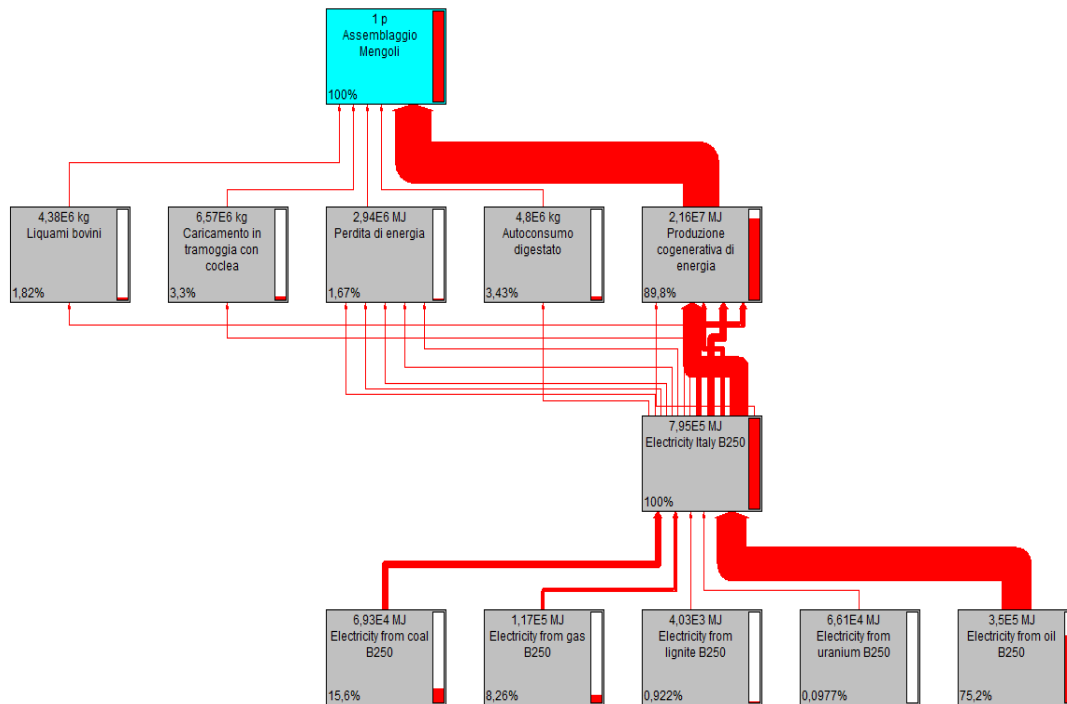 1 p
Assemblaggio
Mengoli
100%
4,38E6 kg
Liquami bovini
1,82%
6,57E6 kg
Caricamento in
tramoggia con
coclea
3,3%
2,94E6 MJ
Perdita di energia
1,67%
4,8E6 kg
Autoconsumo
digestato
3,43%
2,16E7 MJ
Produzione
cogenerativa di
energia
89,8%
7,95E5 MJ
Electricity Italy B250
100%
6,93E4 MJ
Electricity from coal
B250
15,6%
1,17E5 MJ
Electricity from gas
B250
8,26%
4,03E3 MJ
Electricity from
lignite B250
0,922%
6,61E4 MJ
Electricity from
uranium B250
0,0977%
3,5E5 MJ
Electricity from oil
B250
75,2%